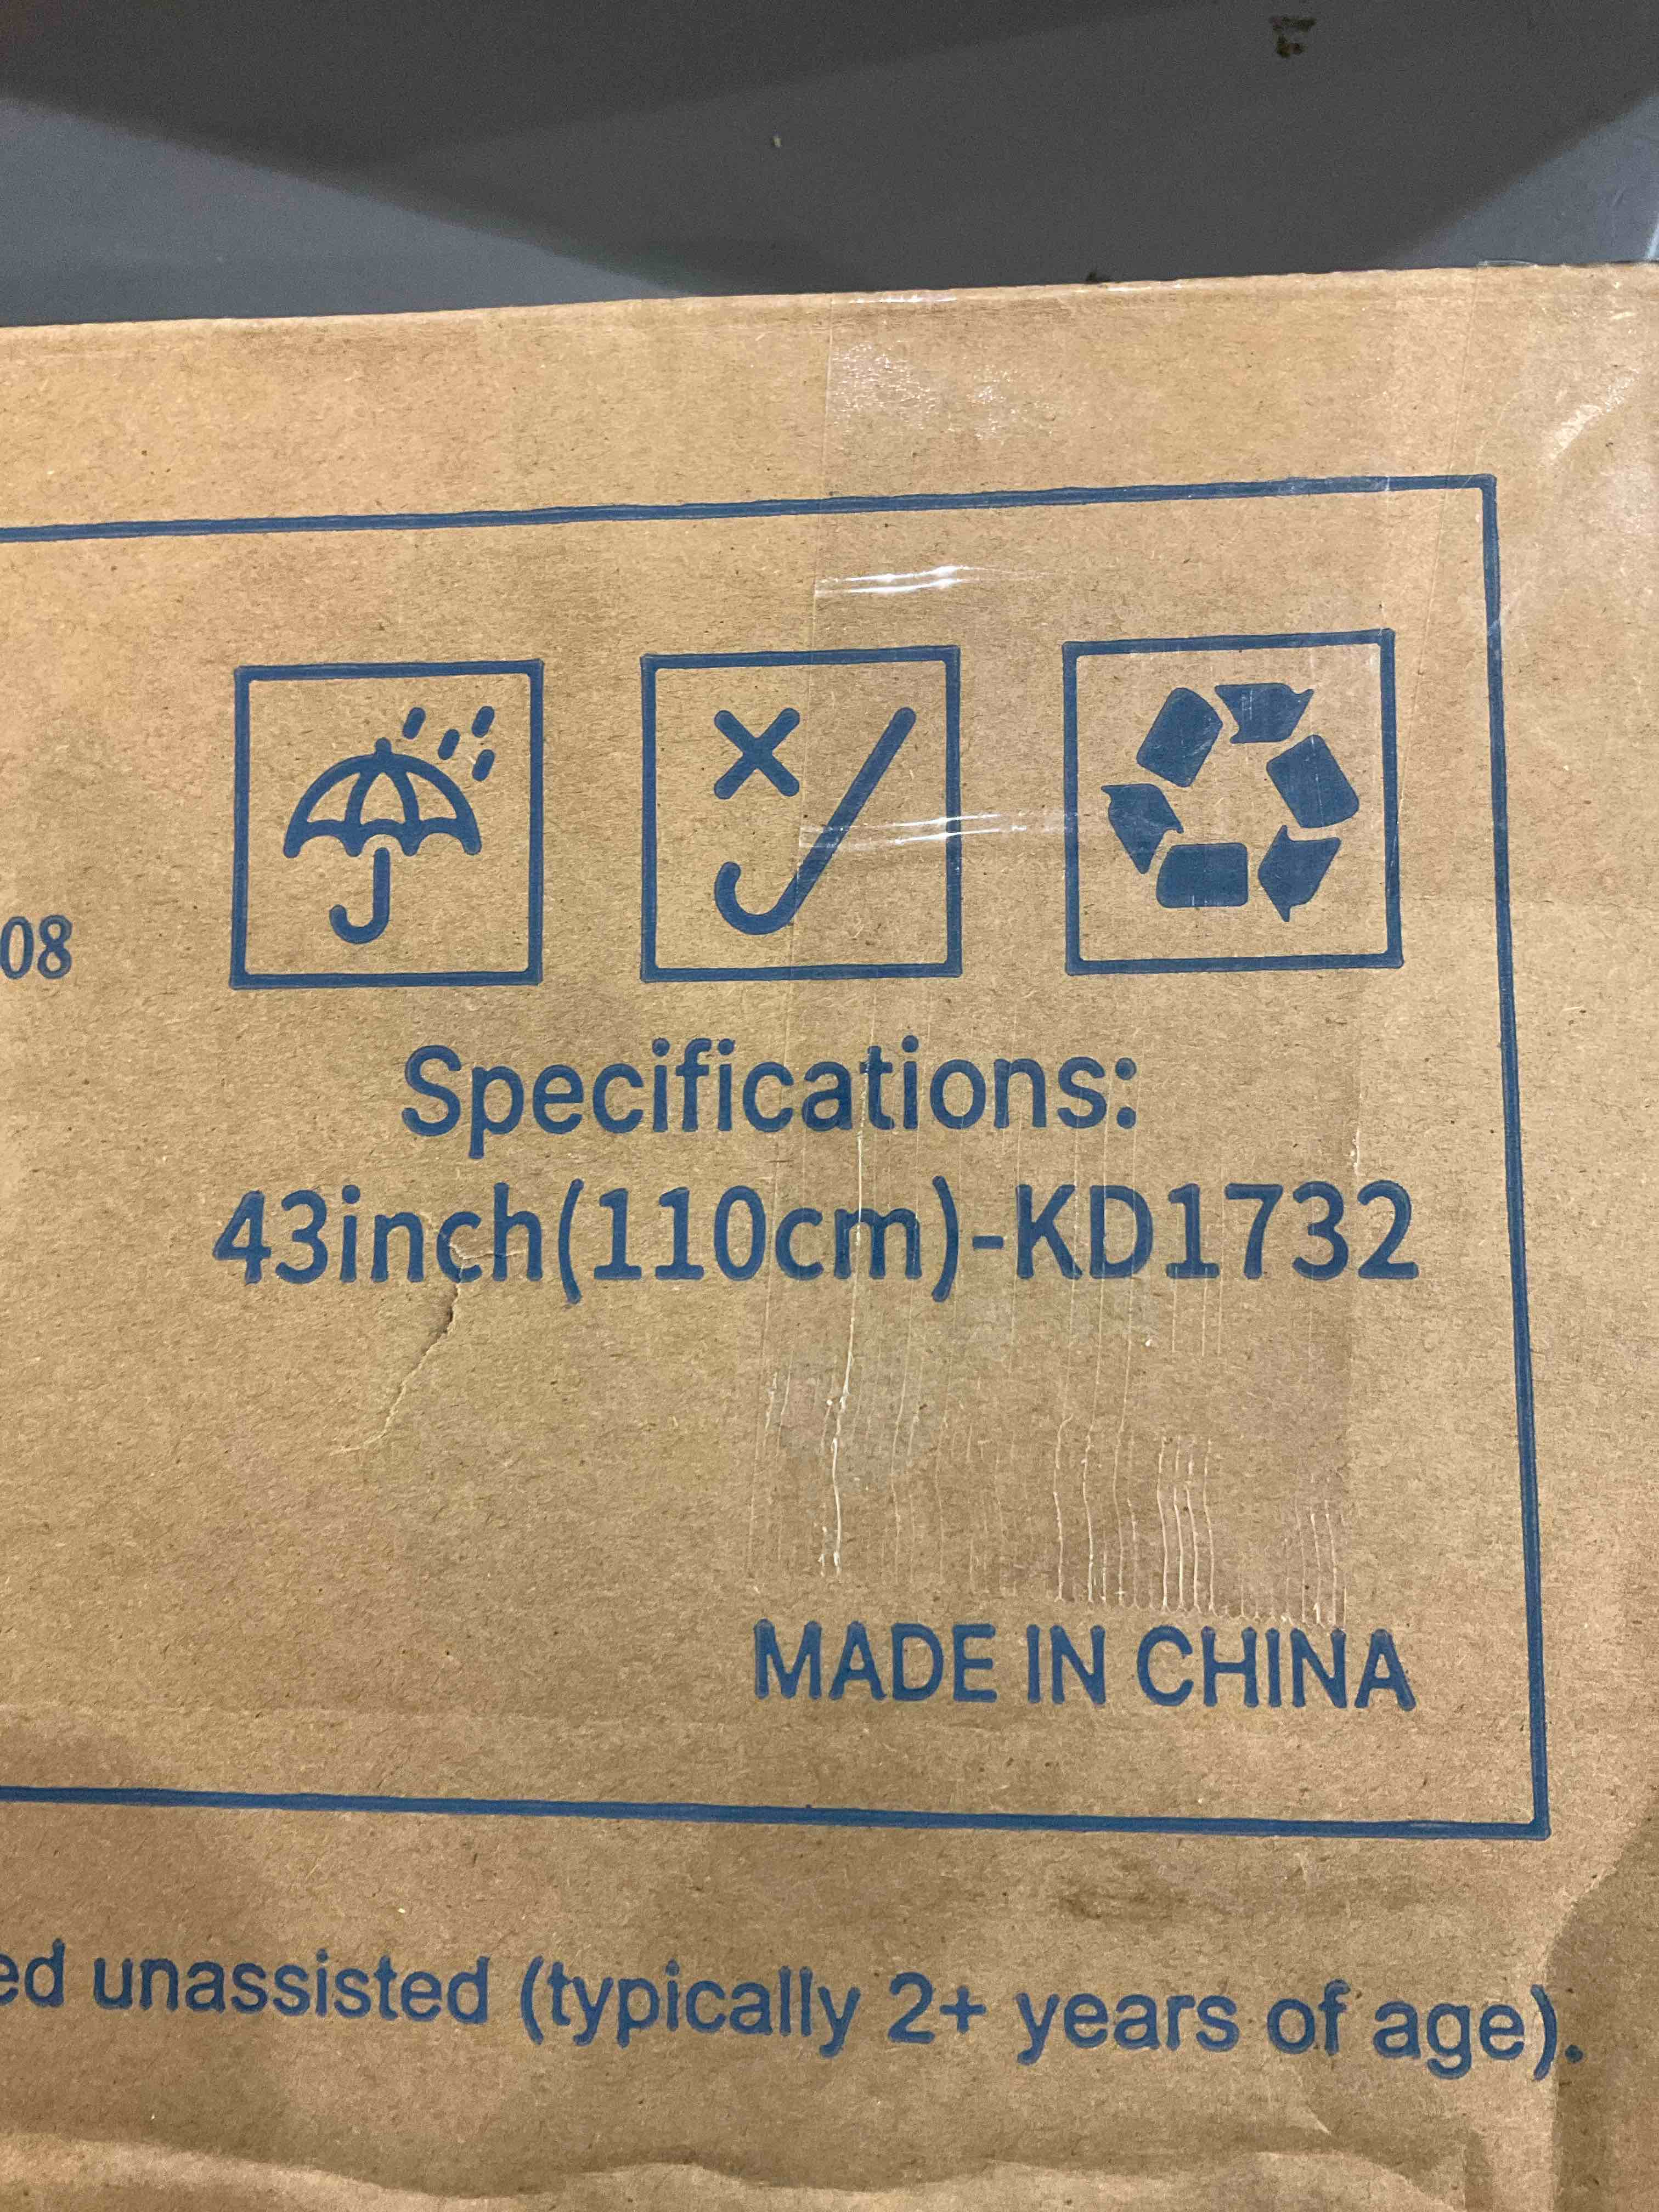 08
Specifications:
43inch(110cm)-KD1732
MADE IN CHINA
ed unassisted (typically 2+ years of age).